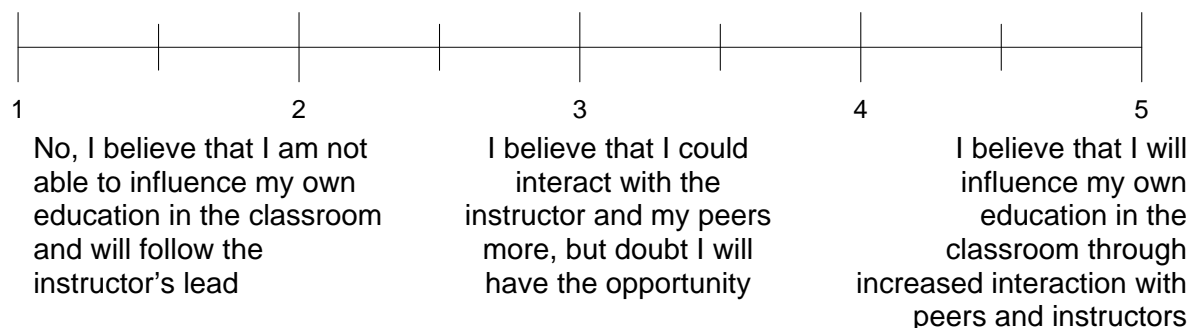 1 2 3 4 5
No, I believe that I am not
able to influence my own
education in the classroom
and will follow the
instructor’s lead
I believe that I could
interact with the
instructor and my peers
more, but doubt I will
have the opportunity
I believe that I will
influence my own
education in the
classroom through
increased interaction with
peers and instructors